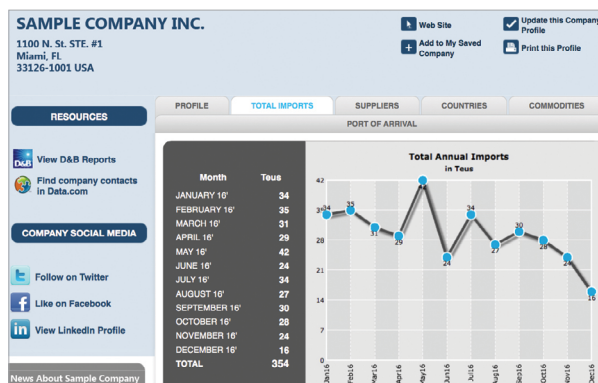 SAMPLE COMPANY INC.
1100 N. St. STE. #1
Miami, FL
33126-1001 USA
Web Site
Update this Company
Profile
Add to My Saved
Company
Print this Profile
RESOURCES
D&B
View D&B Reports
Find company contacts
in Data.com
COMPANY SOCIAL MEDIA
Follow on Twitter
Like on Facebook
View LinkedIn Profile
News About Sample Company
PROFILE
TOTAL IMPORTS
SUPPLIERS
COUNTRIES
COMMODITIES
PORT OF ARRIVAL
Month Teus
JANUARY 16' 34
FEBRUARY 16' 35
MARCH 16' 31
APRIL 16' 29
MAY 16' 42
JUNE 16' 24
JULY 16' 34
AUGUST 16' 27
SEPTEMBER 16' 30
OCTOBER 16' 28
NOVEMBER 16' 24
DECEMBER 16' 16
TOTAL 354
Total Annual Imports
in Teus
42
35
28
21
14
7
0
34
35
31
29
24
34
27
30
28
24
16
Jan16
Feb16
Mar16
Apr16
May16
Jun16
Jul16
Aug16
Sep16
Oct16
Nov16
Dec16